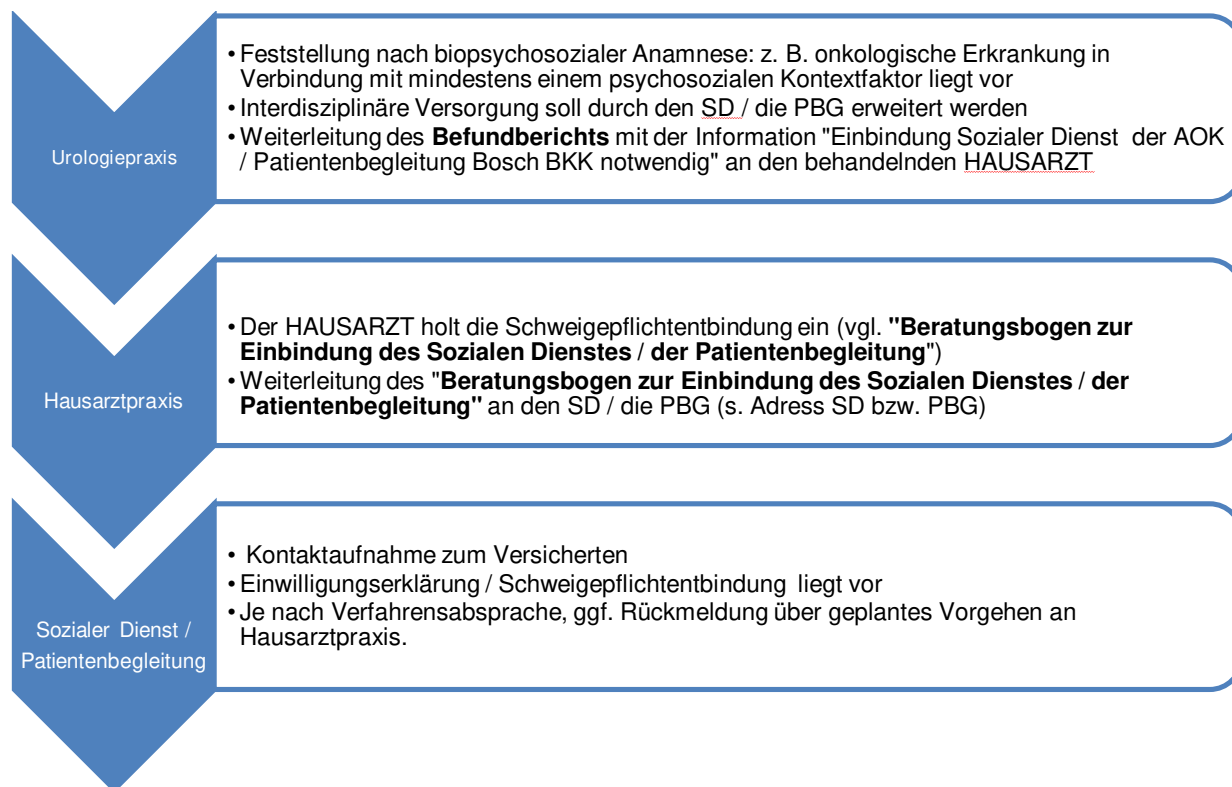 Urologiepraxis
• Feststellung nach biopsychosozialer Anamnese: z. B. onkologische Erkrankung in
Verbindung mit mindestens einem psychosozialen Kontextfaktor liegt vor
• Interdisziplinäre Versorgung soll durch den SD / die PBG erweitert werden
• Weiterleitung des Befundberichts mit der Information "Einbindung Sozialer Dienst der AOK
/ Patientenbegleitung Bosch BKK notwendig" an den behandelnden HAUSARZT
Hausarztpraxis
• Der HAUSARZT holt die Schweigepflichtentbindung ein (vgl. "Beratungsbogen zur
Einbindung des Sozialen Dienstes / der Patientenbegleitung")
• Weiterleitung des "Beratungsbogen zur Einbindung des Sozialen Dienstes / der
Patientenbegleitung" an den SD / die PBG (s. Adress SD bzw. PBG)
Sozialer Dienst /
Patientenbegleitung
• Kontaktaufnahme zum Versicherten
• Einwilligungserklärung / Schweigepflichtentbindung liegt vor
• Je nach Verfahrensabsprache, ggf. Rückmeldung über geplantes Vorgehen an
Hausarztpraxis.